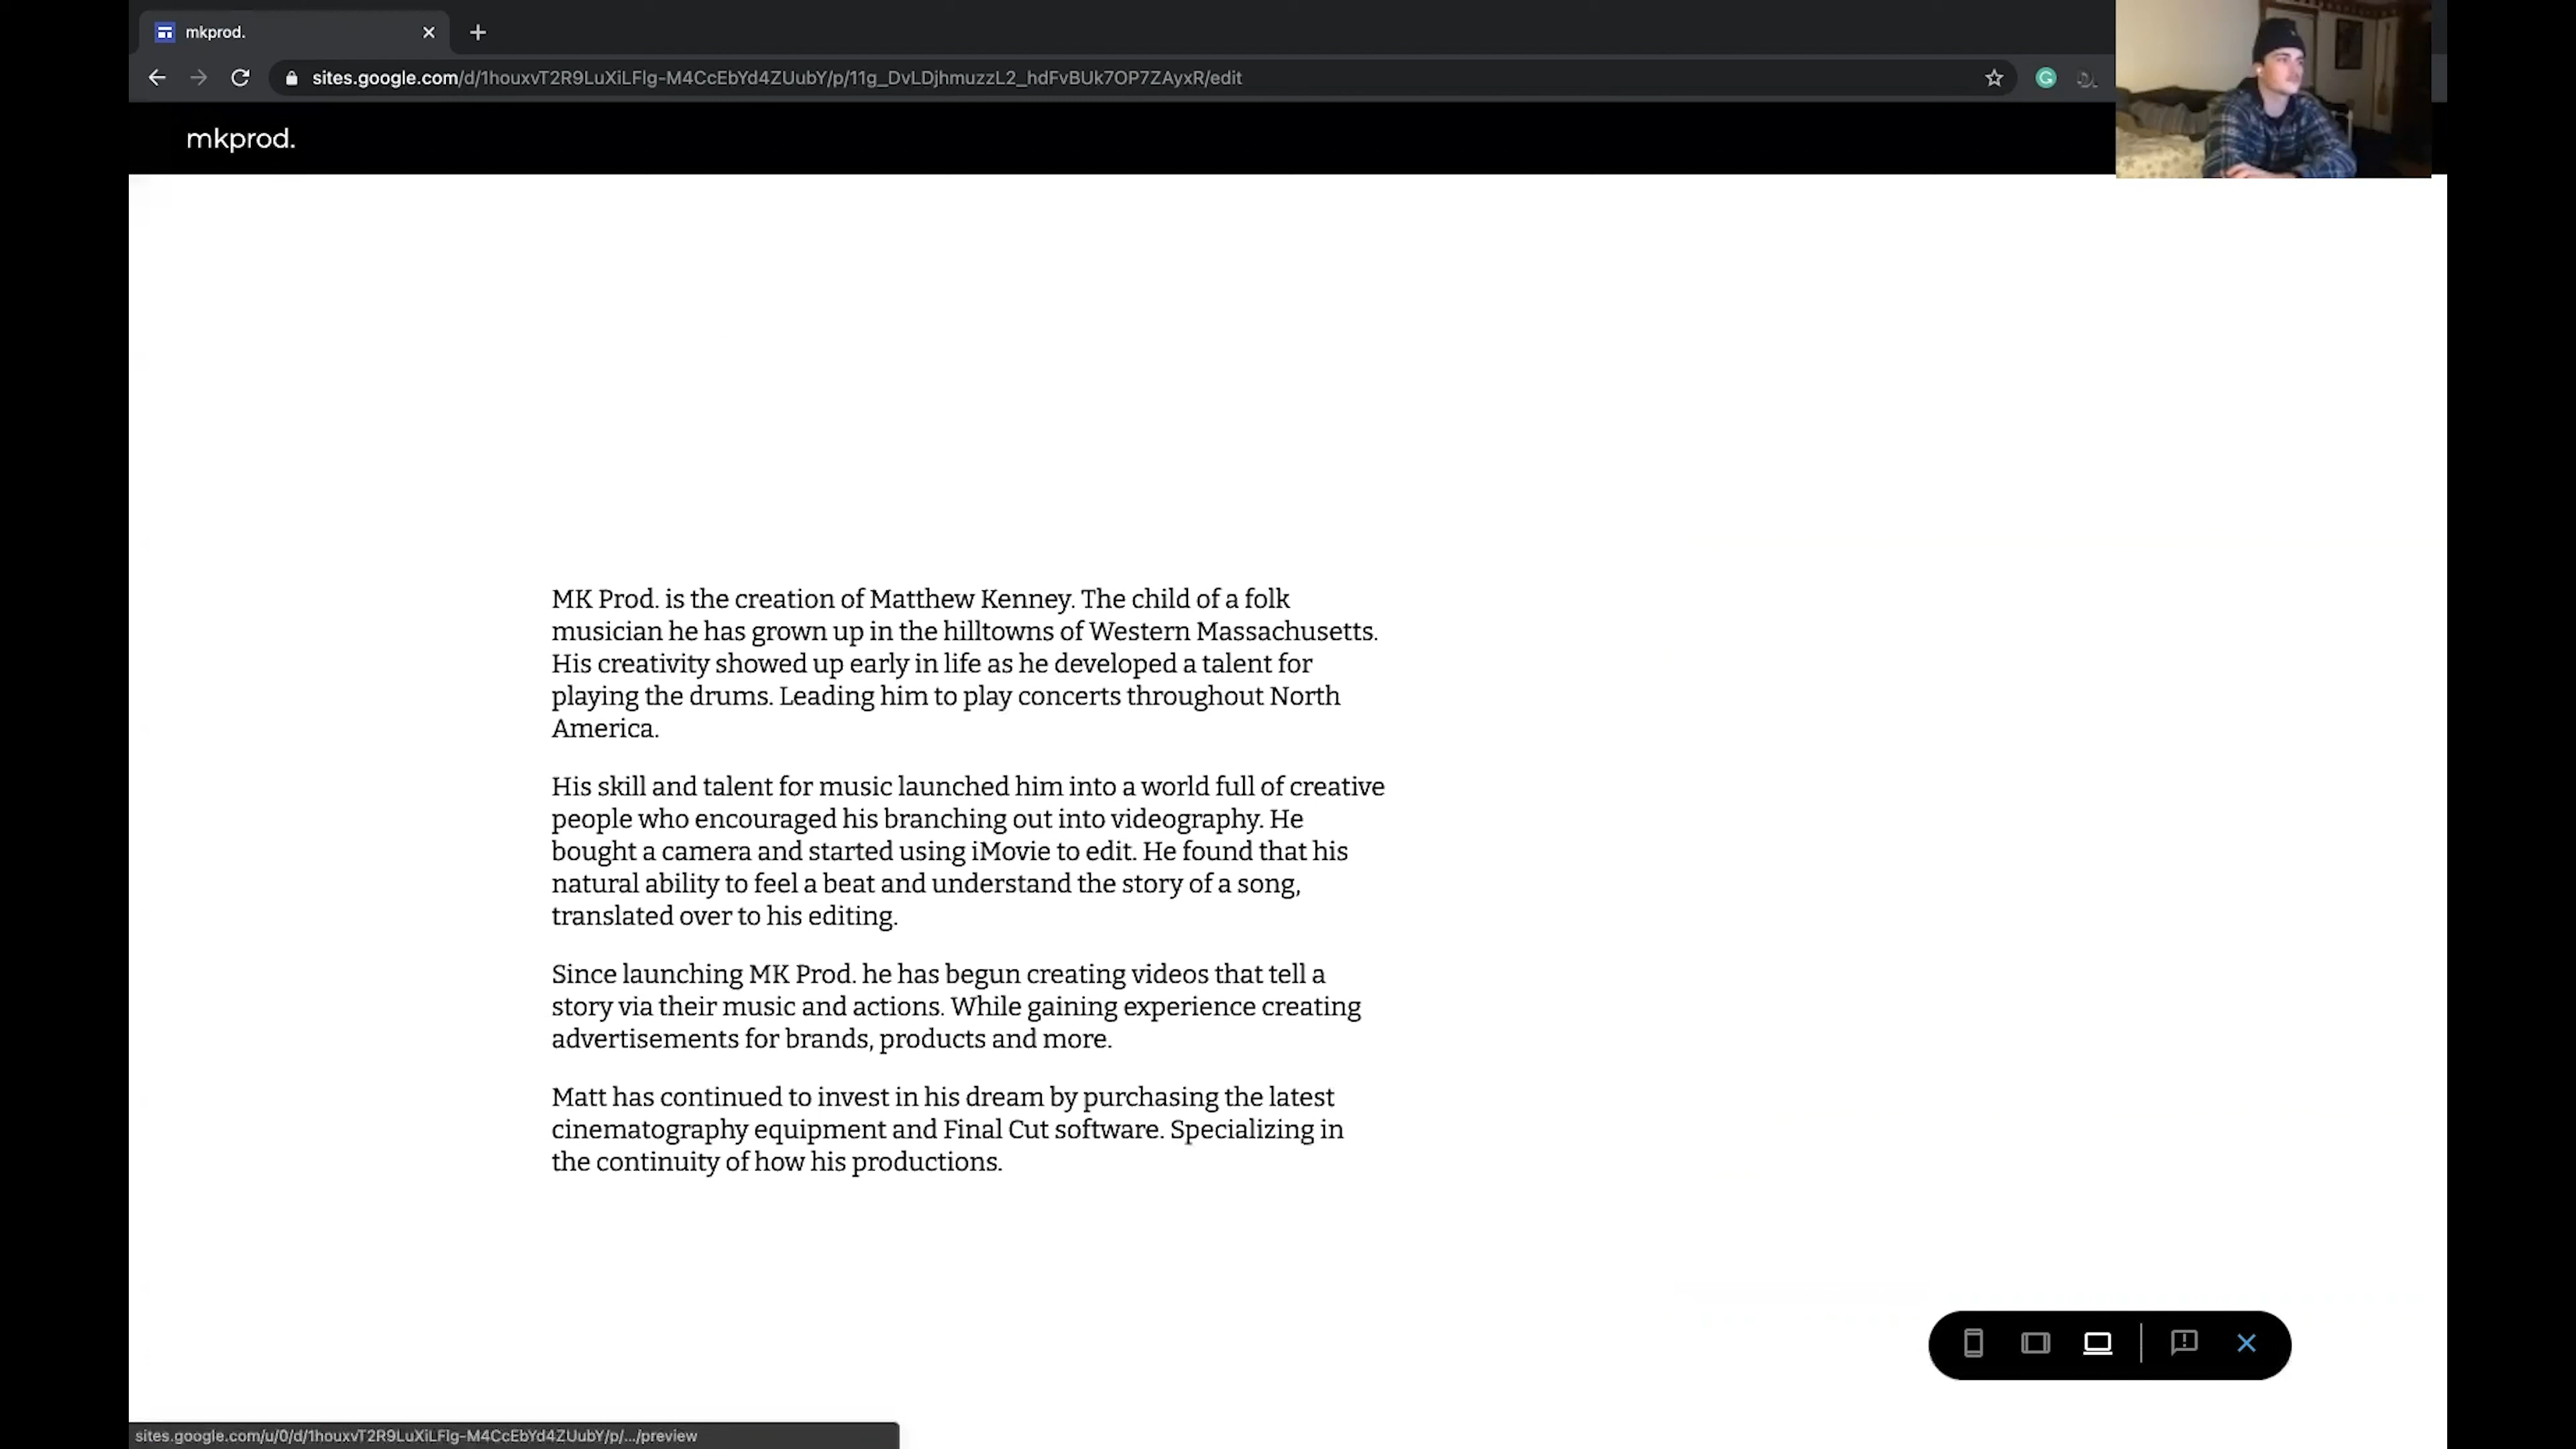 mkprod.
sites.google.com/d/1houxvT2R9LuXiLFlg-M4CcEbYd4ZUubY/p/11g_DvLDjhmuzzL2_hdFvBUk7OP7ZAyxR/edit
mkprod.
MK Prod. is the creation of Matthew Kenney. The child of a folk
musician he has grown up in the hilltowns of Western Massachusetts.
His creativity showed up early in life as he developed a talent for
playing the drums. Leading him to play concerts throughout North
America.
His skill and talent for music launched him into a world full of creative
people who encouraged his branching out into videography. He
bought a camera and started using iMovie to edit. He found that his
natural ability to feel a beat and understand the story of a song,
translated over to his editing.
Since launching MK Prod. he has begun creating videos that tell a
story via their music and actions. While gaining experience creating
advertisements for brands, products and more.
Matt has continued to invest in his dream by purchasing the latest
cinematography equipment and Final Cut software. Specializing in
the continuity of how his productions.
sites.google.com/u/0/d/1houxvT2R9LuXiLFlg-M4CcEbYd4ZUubY/p/.../preview